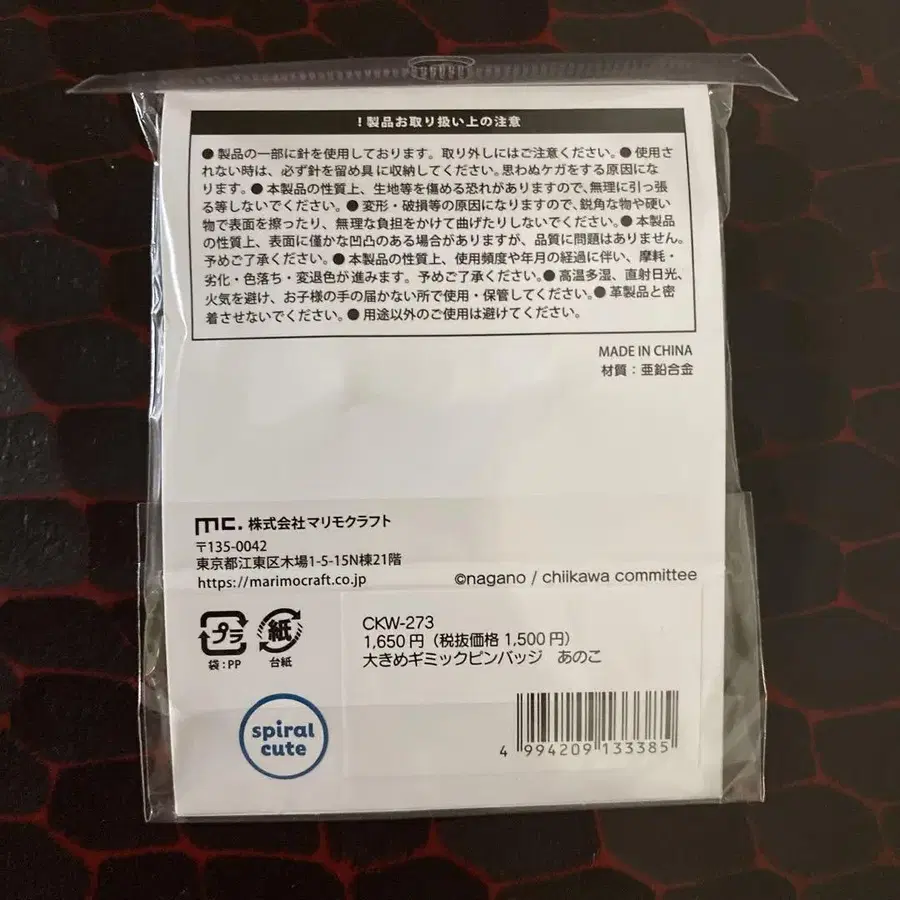 ！製品お取り扱い上の注意
●製品の一部に針を使用しております。取り外しにはご注意ください。●使用さ
れない時は、必ず針を留め具に収納してください。思わぬケガをする原因にな
ります。●本製品の性質上、生地等を傷める恐れがありますので、無理に引っ張
る等しないでください。●変形・破損等の原因になりますので、鋭角な物や硬い
物で表面を擦ったり、無理な負担をかけて曲げたりしないでください。●本製品
の性質上、表面に僅かな凹凸のある場合がありますが、品質に問題はありません。
予めご了承ください。●本製品の性質上、使用頻度や年月の経過に伴い、摩耗・
劣化・色落ち・変退色が進みます。予めご了承ください。●高温多湿、直射日光、
火気を避け、お子様の手の届かない所で使用・保管してください。●革製品と密
着させないでください。●用途以外のご使用は避けてください。
MADE IN CHINA
材質：亜鉛合金
mc. 株式会社マリモクラフト
〒135-0042
東京都江東区木場1-5-15N棟21階
https://marimocraft.co.jp
©nagano / chiikawa committee
プラ
袋：PP
紙
台紙
CKW-273
1,650円（税抜価格 1,500円）
大きめギミックピンバッジ　あのこ
spiral
cute
4 994209 133385